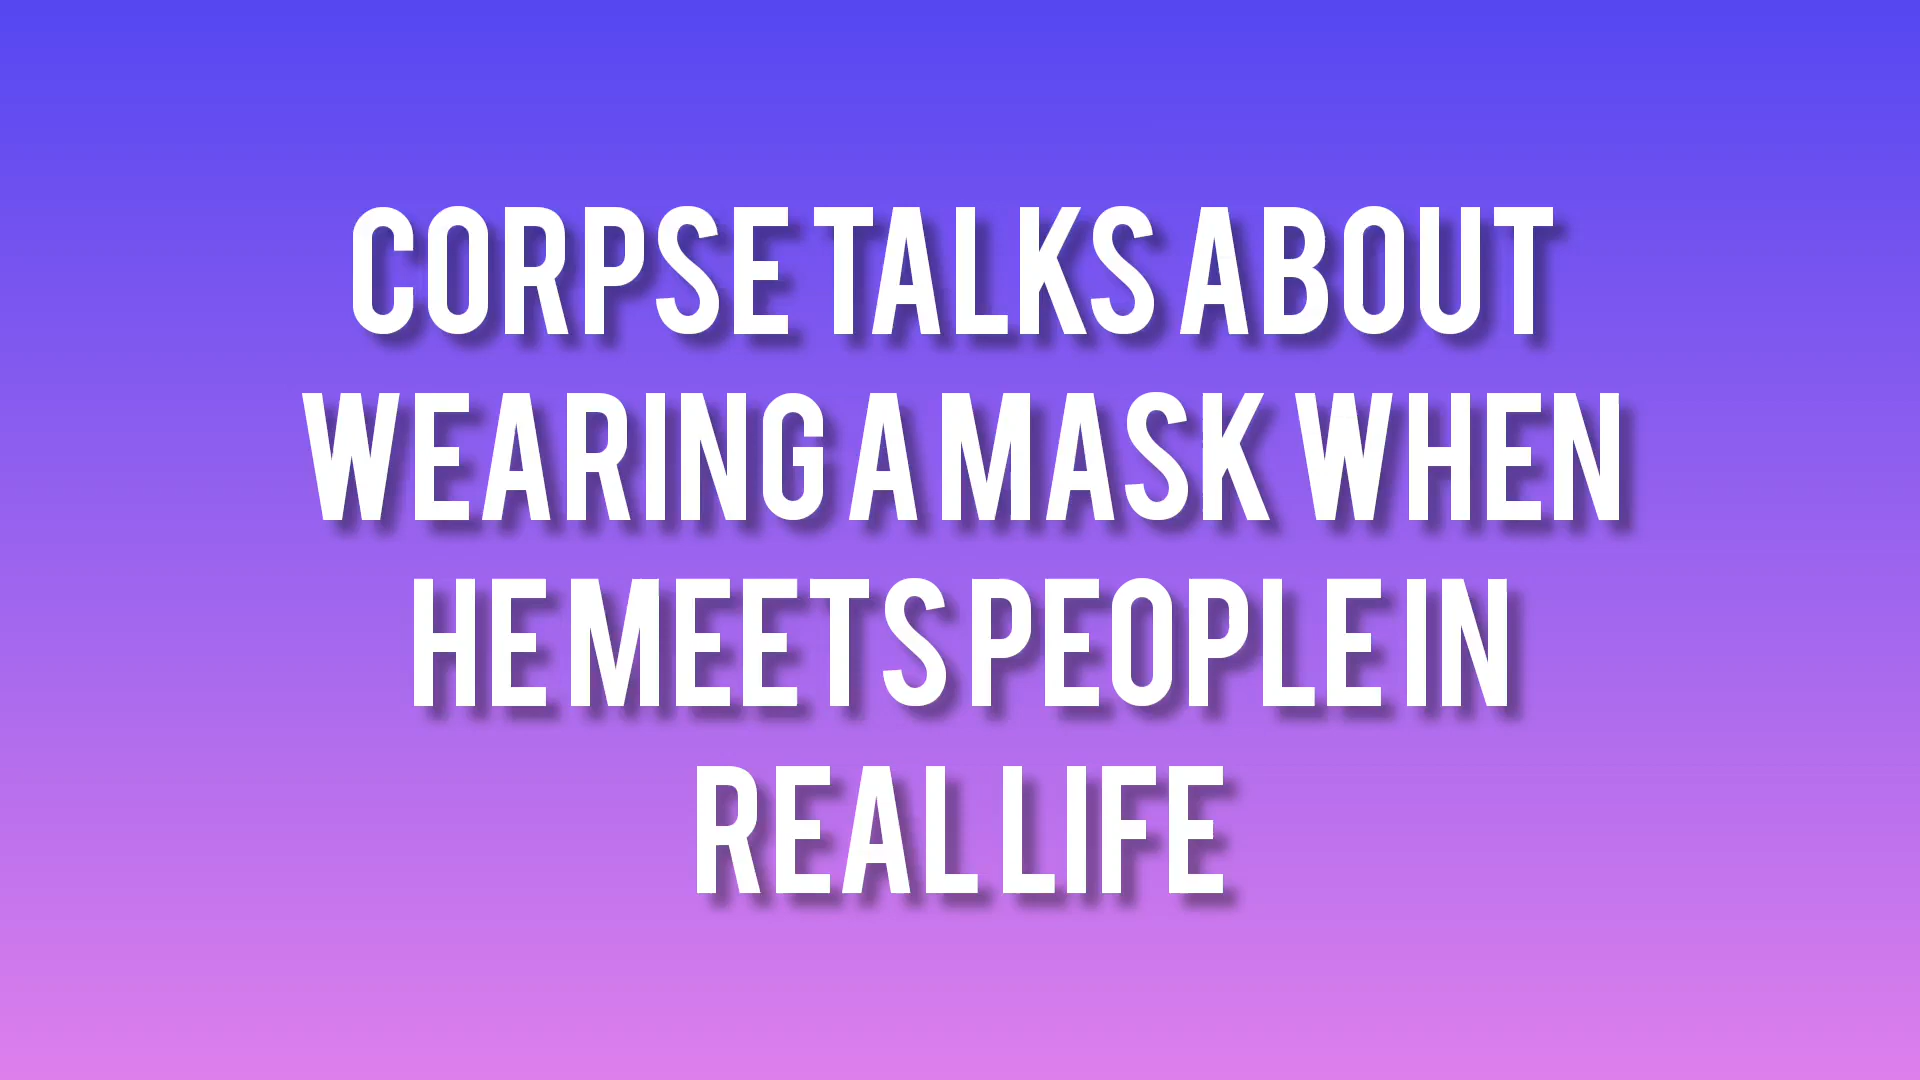 CORPSE TALKS ABOUT
WEARING A MASK WHEN
HE MEETS PEOPLE IN
REAL LIFE